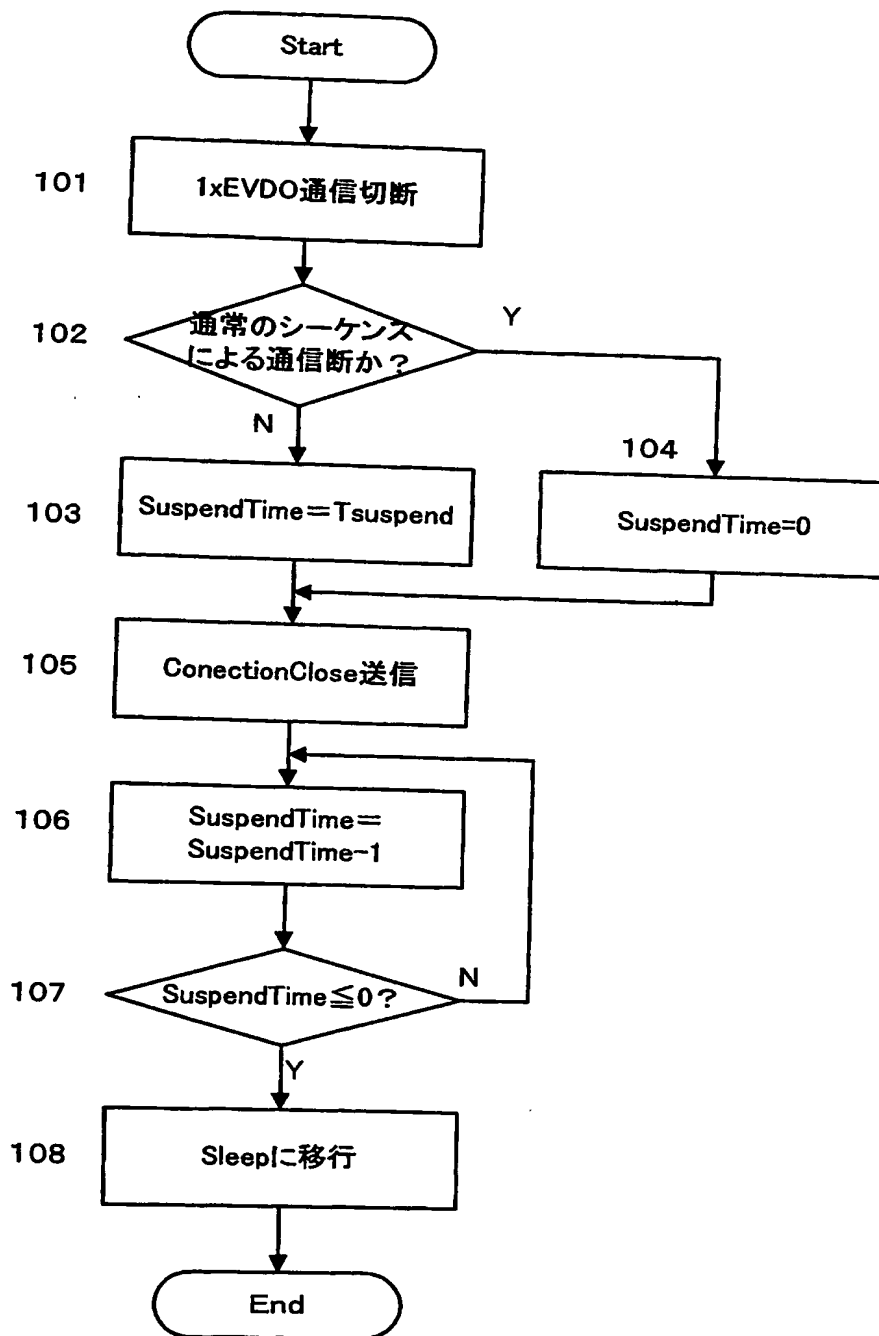 Start
101
1xEVDO通信切断
102
通常のシーケンス
による通信断か？
Y
N
104
103
SuspendTime＝Tsuspend
SuspendTime=0
105
ConectionClose送信
106
SuspendTime＝
SuspendTime-1
107
SuspendTime≦0？
N
Y
108
Sleepに移行
End